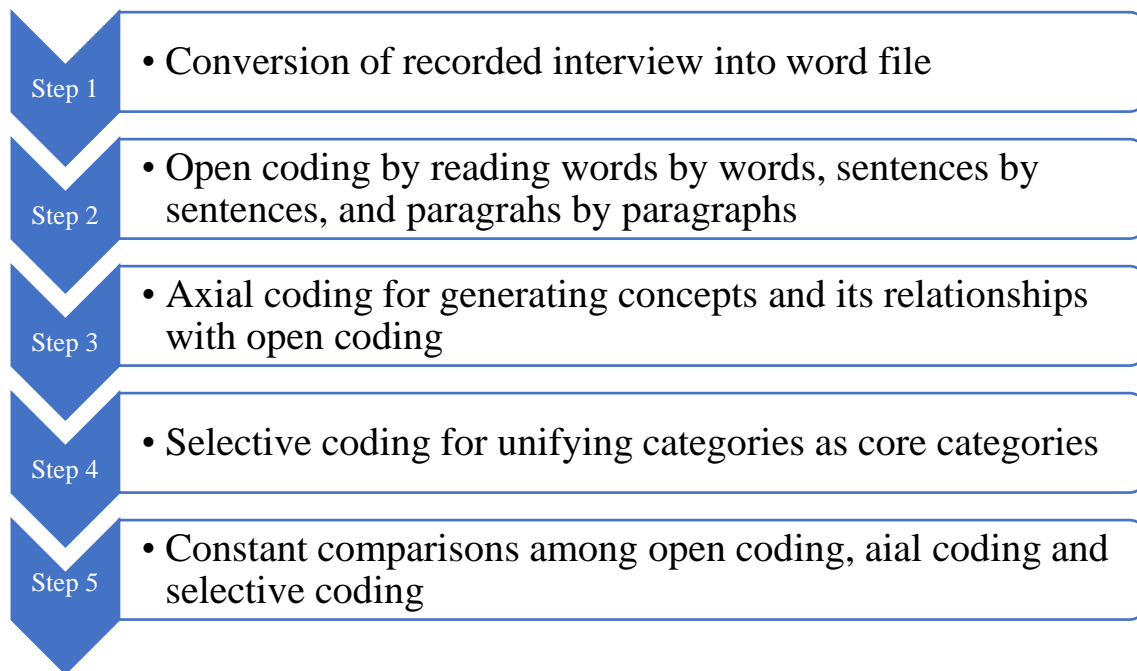 Step 1
• Conversion of recorded interview into word file
Step 2
• Open coding by reading words by words, sentences by
sentences, and paragrahs by paragraphs
Step 3
• Axial coding for generating concepts and its relationships
with open coding
Step 4
• Selective coding for unifying categories as core categories
Step 5
• Constant comparisons among open coding, aial coding and
selective coding